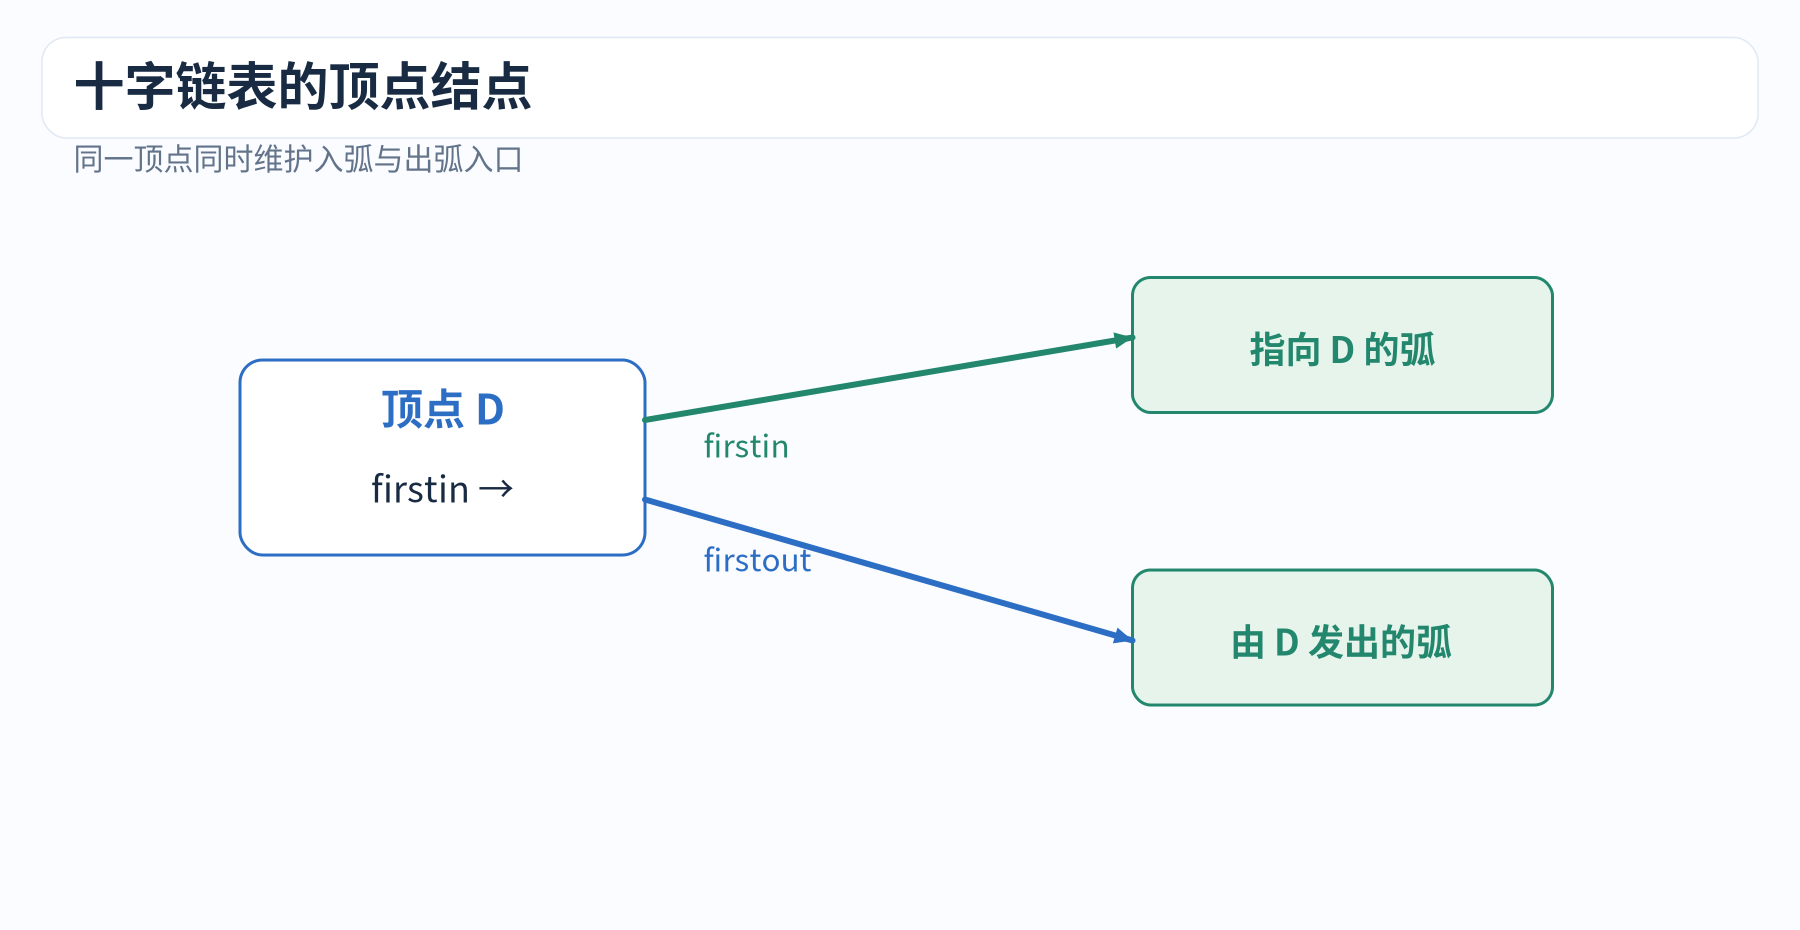 十字链表的顶点结点
同一顶点同时维护入弧与出弧入口
顶点 D
firstin →
firstin
firstout
指向 D 的弧
由 D 发出的弧